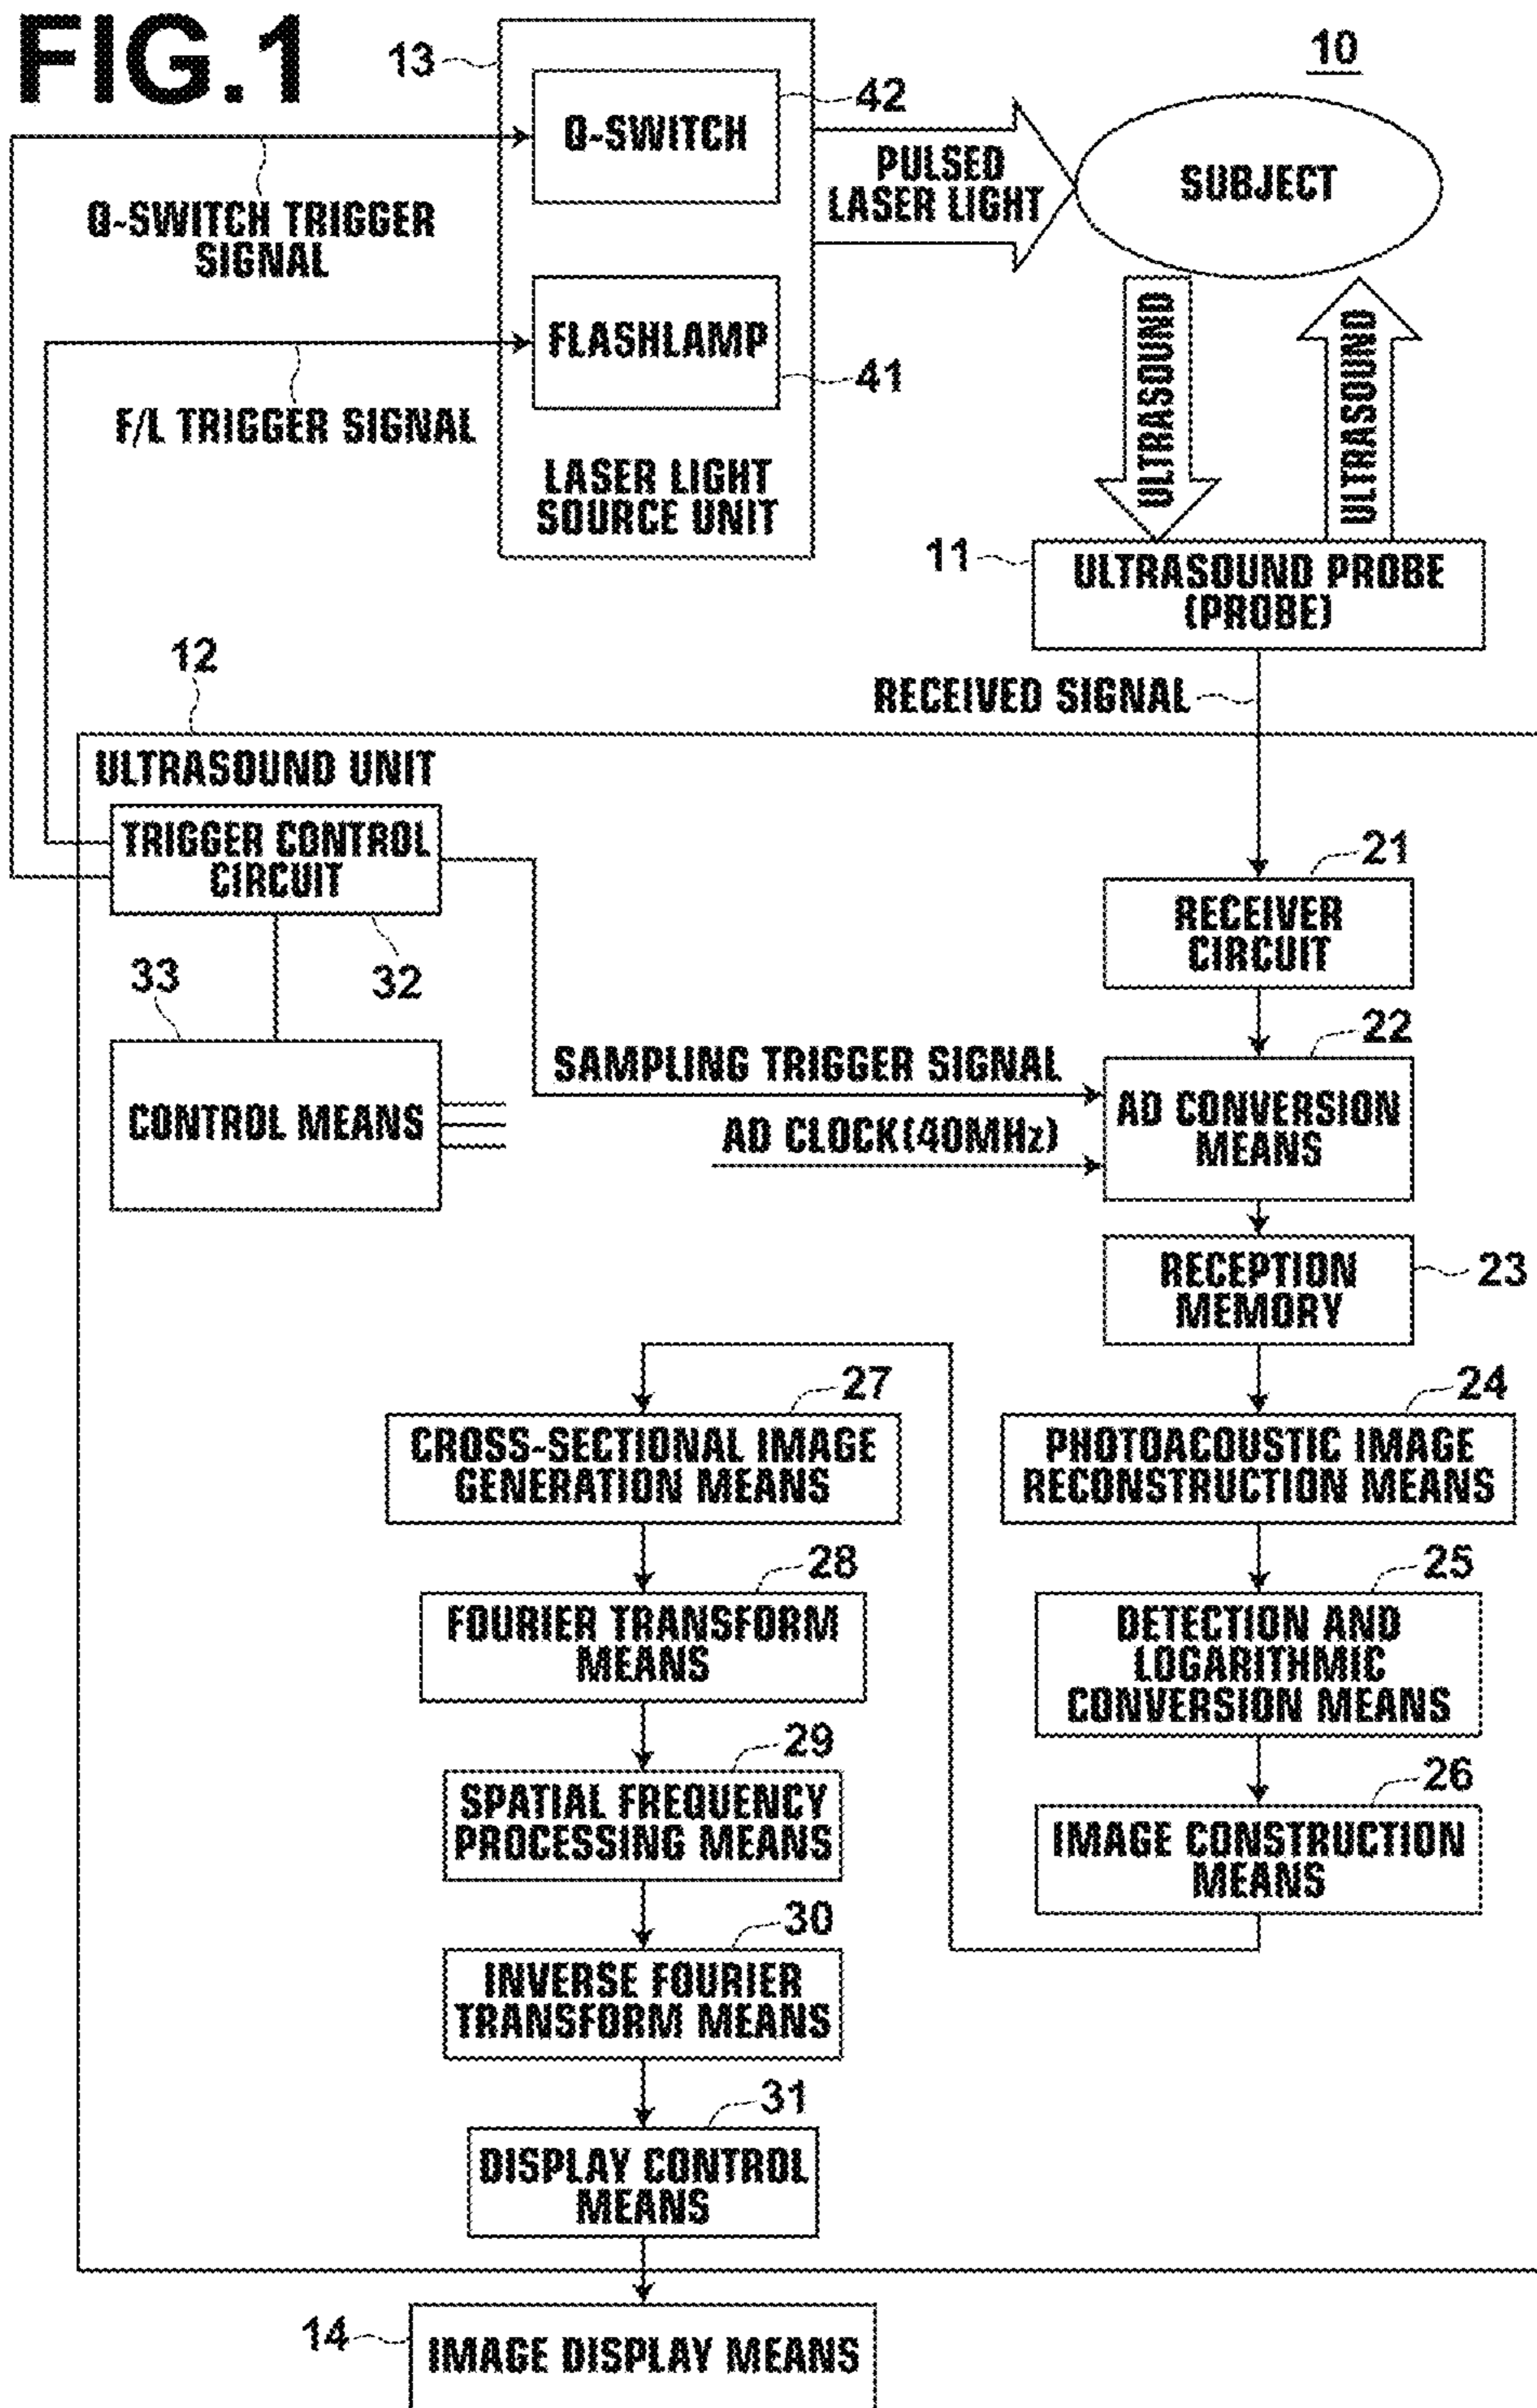 FIG.1
10
13
Q-SWITCH
42
PULSED
LASER LIGHT
SUBJECT
Q-SWITCH TRIGGER
SIGNAL
FLASHLAMP
41
F/L TRIGGER SIGNAL
LASER LIGHT
SOURCE UNIT
ULTRASOUND
ULTRASOUND
11
ULTRASOUND PROBE
(PROBE)
12
RECEIVED SIGNAL
ULTRASOUND UNIT
TRIGGER CONTROL
CIRCUIT
32
33
CONTROL MEANS
21
RECEIVER
CIRCUIT
22
SAMPLING TRIGGER SIGNAL
AD CLOCK(40MHz)
AD CONVERSION
MEANS
RECEPTION
MEMORY
23
27
CROSS-SECTIONAL IMAGE
GENERATION MEANS
24
PHOTOACOUSTIC IMAGE
RECONSTRUCTION MEANS
28
FOURIER TRANSFORM
MEANS
25
DETECTION AND
LOGARITHMIC
CONVERSION MEANS
29
SPATIAL FREQUENCY
PROCESSING MEANS
26
IMAGE CONSTRUCTION
MEANS
30
INVERSE FOURIER
TRANSFORM MEANS
31
DISPLAY CONTROL
MEANS
14
IMAGE DISPLAY MEANS